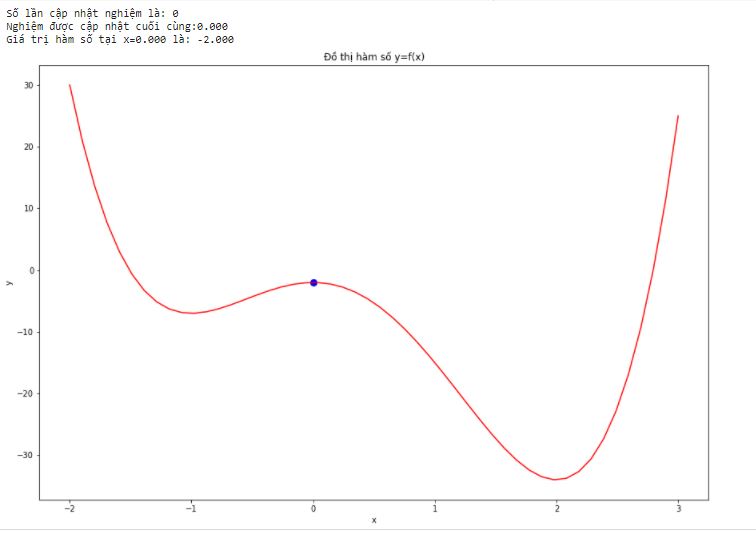 Số lần cập nhật nghiệm là: 0
Nghiệm được cập nhật cuối cùng:0.000
Giá trị hàm số tại x=0.000 là: -2.000
Đồ thị hàm số y=f(x)
30
20
10
0
−10
−20
−30
y
−2 −1 0 1 2 3
x